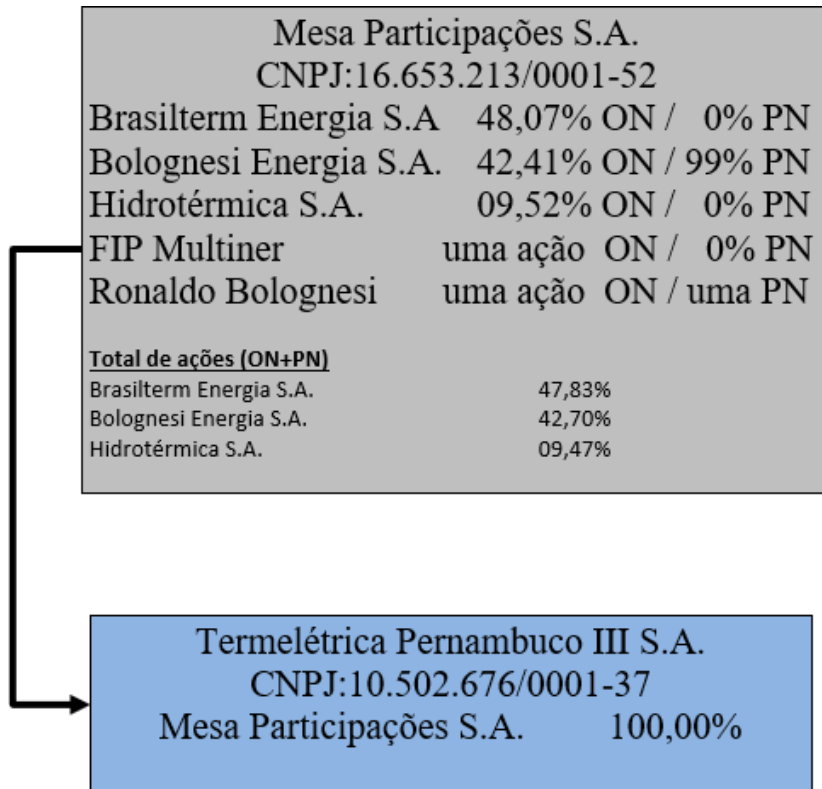 Mesa Participações S.A.
CNPJ:16.653.213/0001-52
Brasilterm Energia S.A 48,07% ON / 0% PN
Bolognesi Energia S.A. 42,41% ON / 99% PN
Hidrotérmica S.A. 09,52% ON / 0% PN
FIP Multiner uma ação ON / 0% PN
Ronaldo Bolognesi uma ação ON / uma PN
Total de ações (ON+PN)
Brasilterm Energia S.A. 47,83%
Bolognesi Energia S.A. 42,70%
Hidrotérmica S.A. 09,47%
Termelétrica Pernambuco III S.A.
CNPJ:10.502.676/0001-37
Mesa Participações S.A. 100,00%